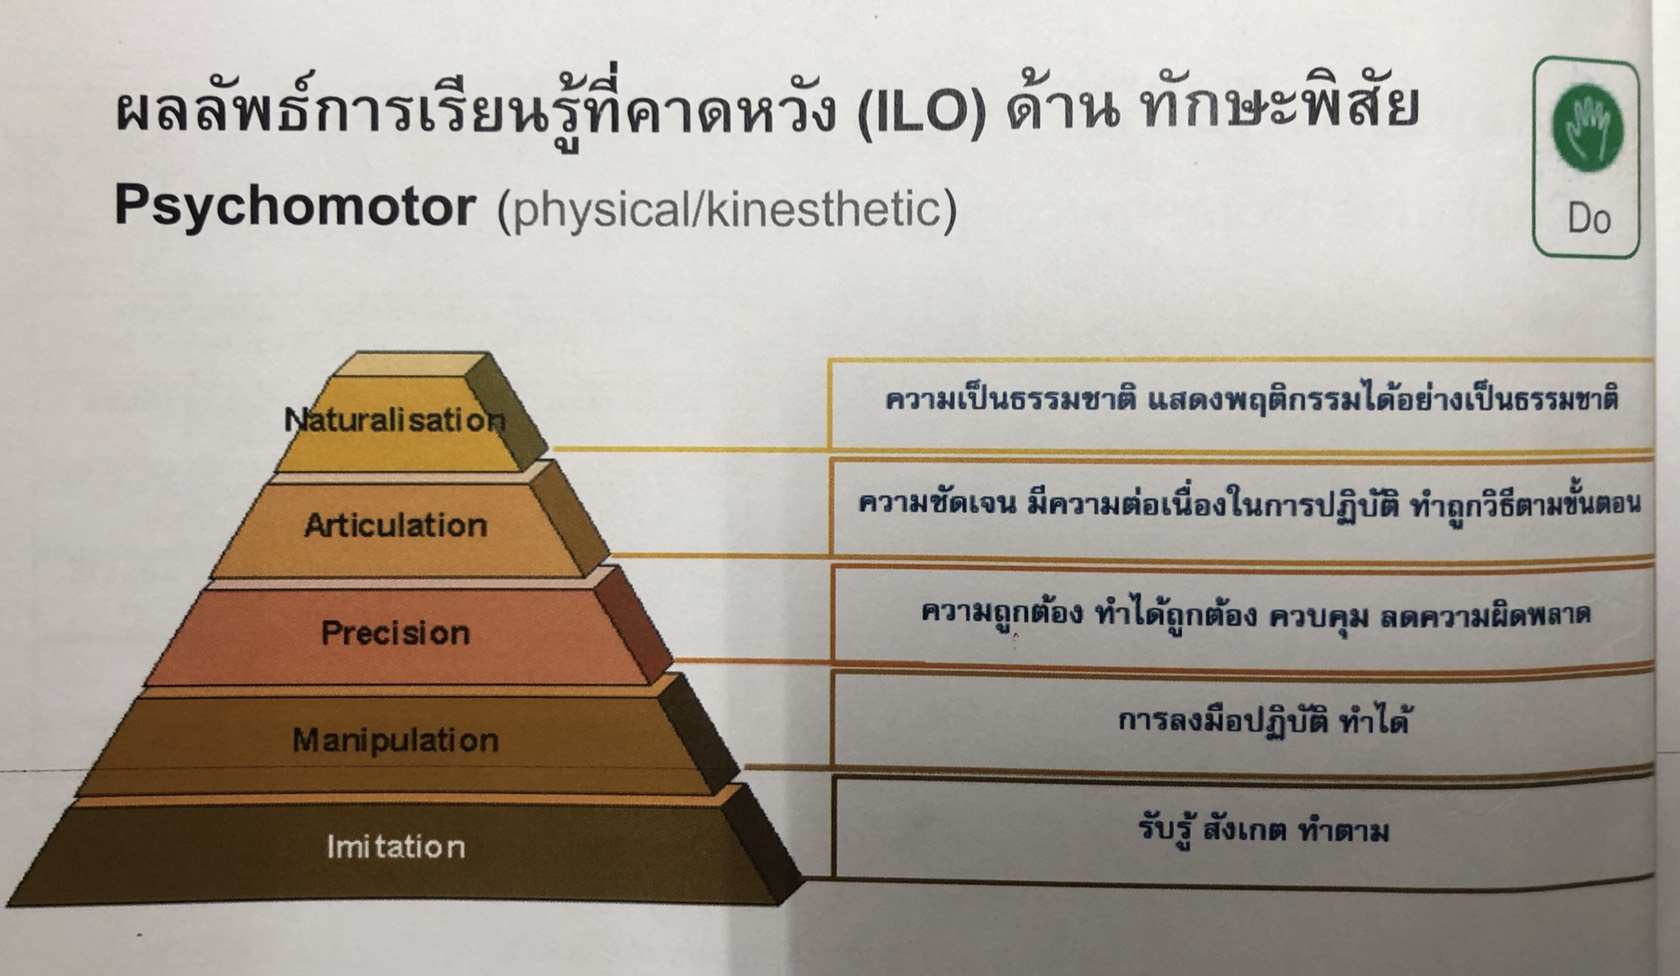 ผลลัพธ์การเรียนรู้ที่คาดหวัง (ILO) ด้าน ทักษะพิสัย
Psychomotor (physical/kinesthetic)
Do
Naturalisation
ความเป็นธรรมชาติ แสดงพฤติกรรมได้อย่างเป็นธรรมชาติ
Articulation
ความชัดเจน มีความต่อเนื่องในการปฏิบัติ ทำถูกวิธีตามขั้นตอน
Precision
ความถูกต้อง ทำได้ถูกต้อง ควบคุม ลดความผิดพลาด
Manipulation
การลงมือปฏิบัติ ทำได้
Imitation
รับรู้ สังเกต ทำตาม